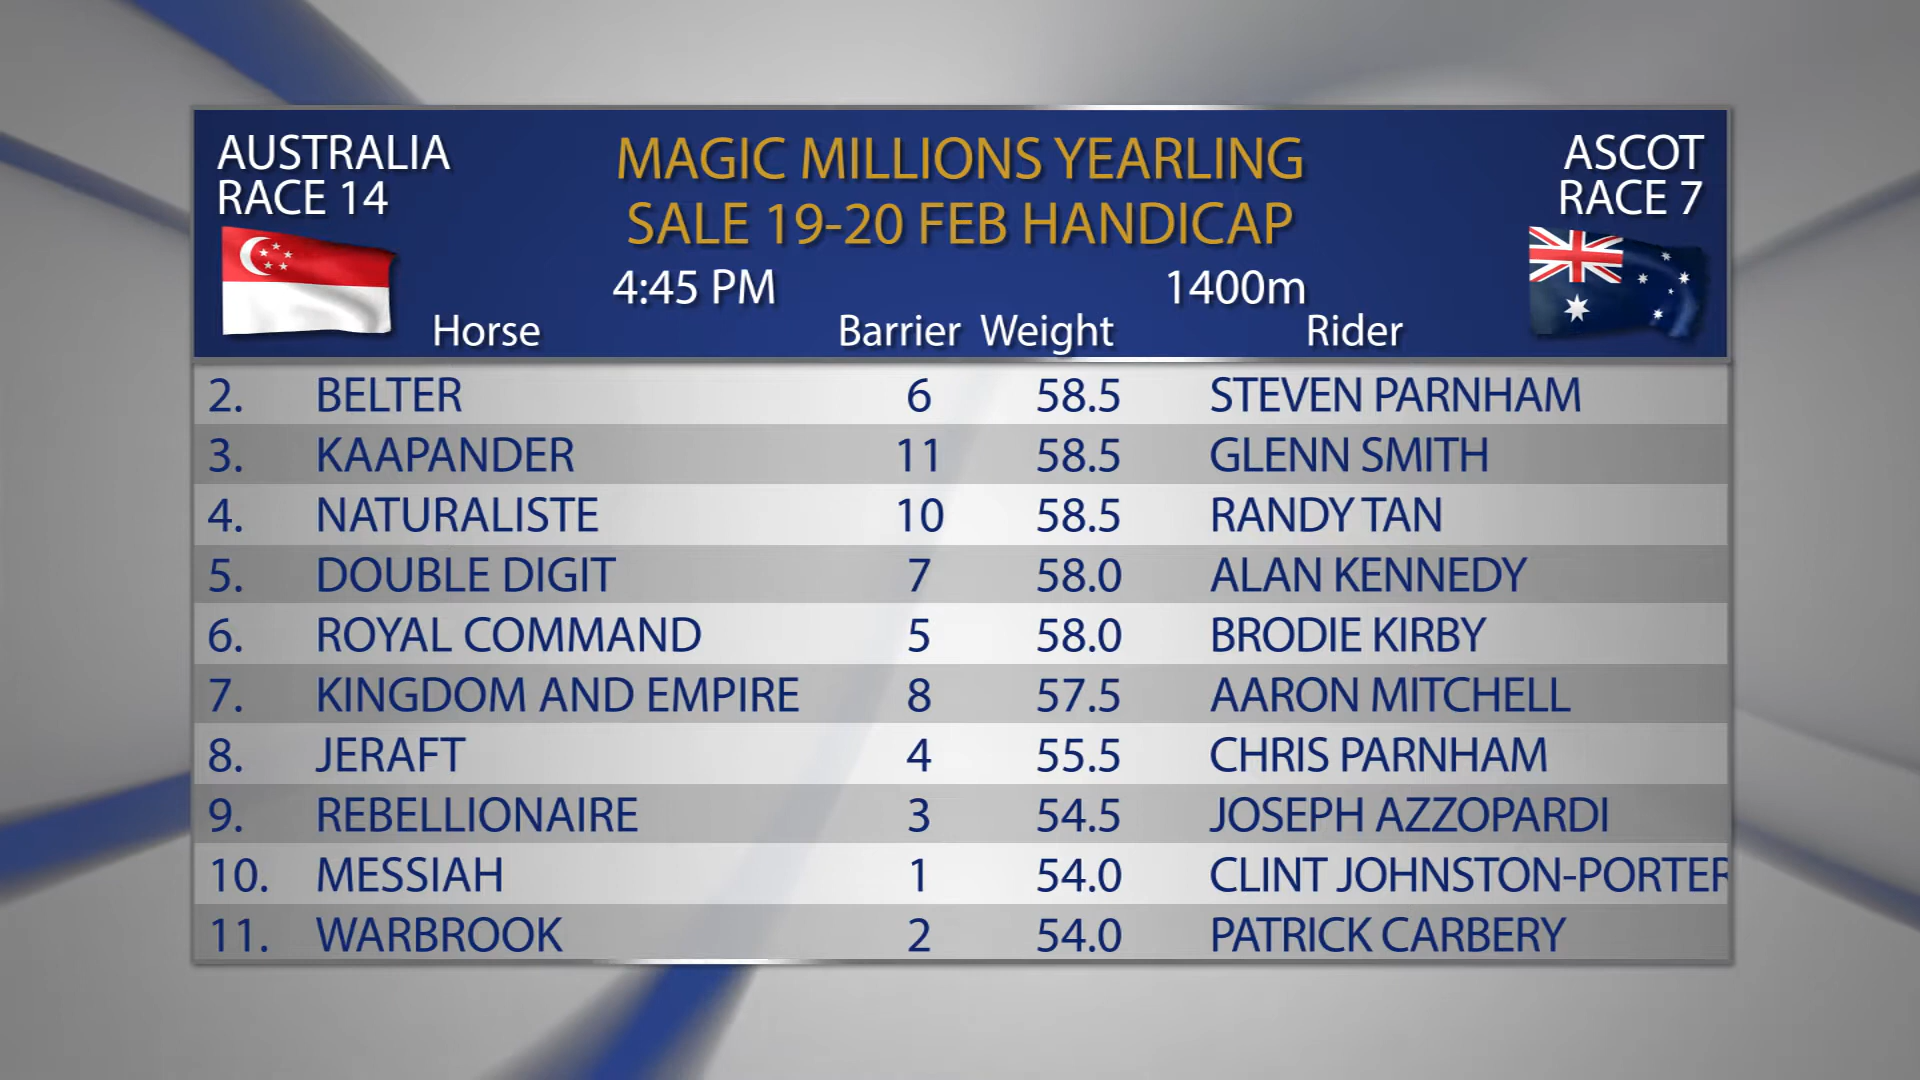 AUSTRALIA
RACE 14
MAGIC MILLIONS YEARLING
SALE 19-20 FEB HANDICAP
ASCOT
RACE 7
4:45 PM 1400m
Horse Barrier Weight Rider
2. BELTER 6 58.5 STEVEN PARNHAM
3. KAAPANDER 11 58.5 GLENN SMITH
4. NATURALISTE 10 58.5 RANDY TAN
5. DOUBLE DIGIT 7 58.0 ALAN KENNEDY
6. ROYAL COMMAND 5 58.0 BRODIE KIRBY
7. KINGDOM AND EMPIRE 8 57.5 AARON MITCHELL
8. JERAFT 4 55.5 CHRIS PARNHAM
9. REBELLIONAIRE 3 54.5 JOSEPH AZZOPARDI
10. MESSIAH 1 54.0 CLINT JOHNSTON-PORTER
11. WARBROOK 2 54.0 PATRICK CARBERY